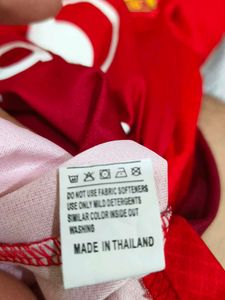 DO NOT USE FABRIC SOFTENERS
USE ONLY MILD DETERGENTS
SIMILAR COLOR INSIDE OUT
WASHING
MADE IN THAILAND